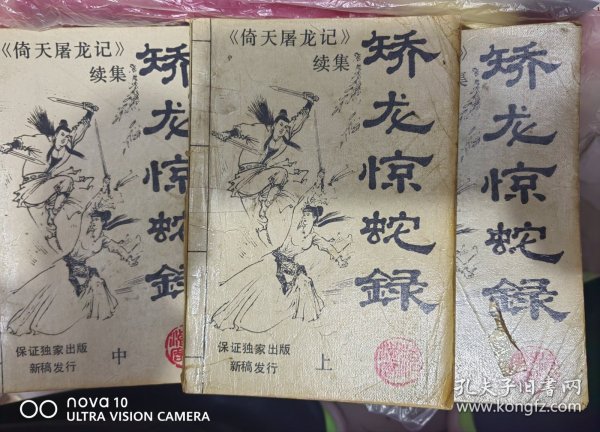 《倚天屠龙记》
续集
矫龙惊蛇録
保证独家出版
新稿发行
中
《倚天屠龙记》
续集
矫龙惊蛇録
保证独家出版
新稿发行
上
集
矫龙惊蛇録
nova 10
ULTRA VISION CAMERA
孔夫子旧书网
www.kongfz.com